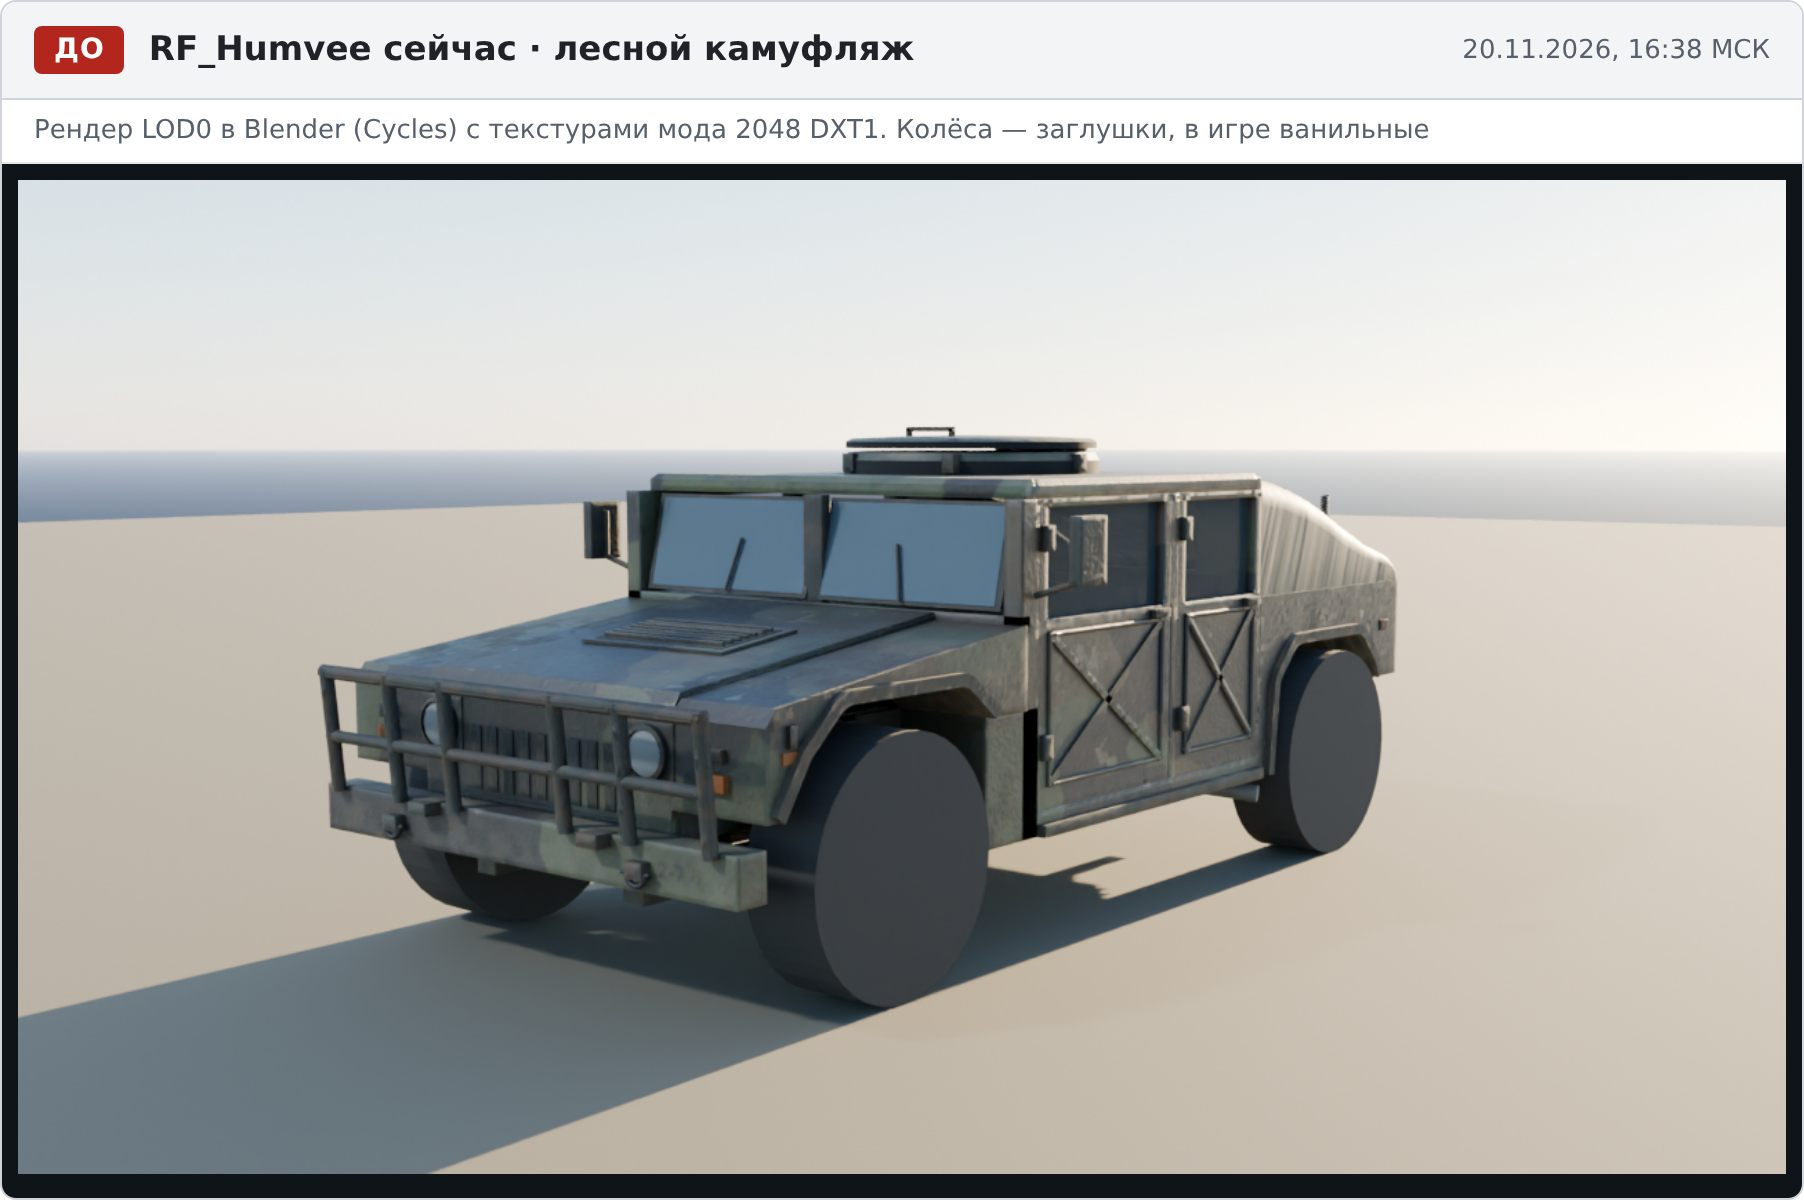 ДО
RF_Humvee сейчас · лесной камуфляж
20.11.2026, 16:38 МСК
Рендер LOD0 в Blender (Cycles) с текстурами мода 2048 DXT1. Колёса — заглушки, в игре ванильные